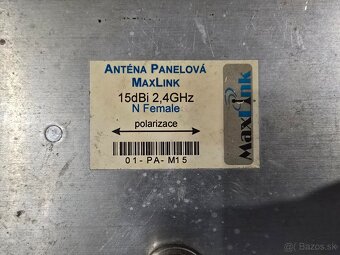 ANTÉNA PANELOVÁ
MAXLINK
15dBi 2,4GHz
N Female
polarizace
01-PA-M15
MaxLink
Bazos.sk